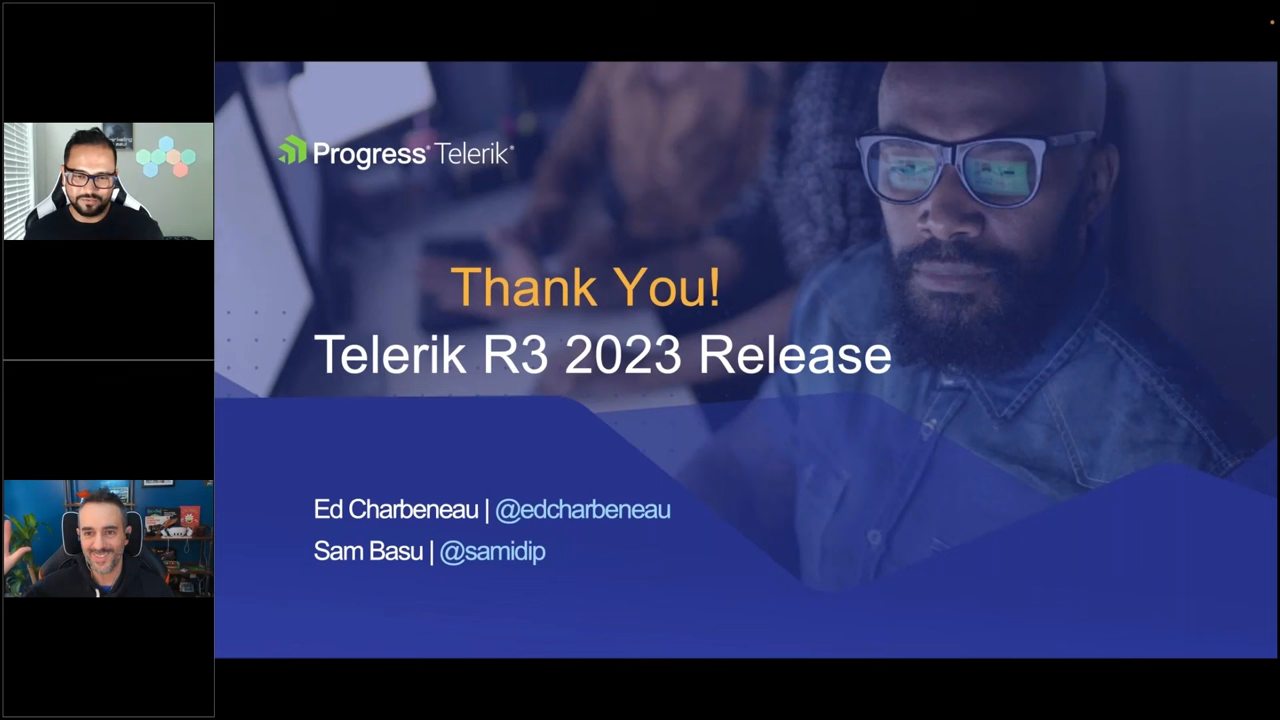 Progress® Telerik®
Thank You!
Telerik R3 2023 Release
Ed Charbeneau | @edcharbeneau
Sam Basu | @samidip